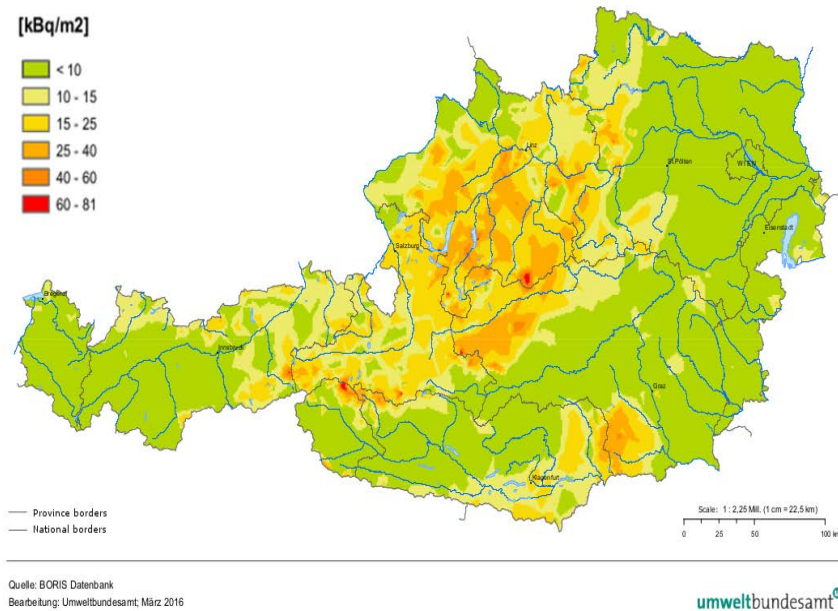 [kBq/m2]
< 10
10 - 15
15 - 25
25 - 40
40 - 60
60 - 81
Linz
St.Pölten
WIEN
Eisenstadt
Salzburg
Bregenz
Innsbruck
Graz
Klagenfurt
Province borders
National borders
Scale: 1 : 2,25 Mill. (1 cm = 22,5 km)
0 25 50 100 km
Quelle: BORIS Datenbank
Bearbeitung: Umweltbundesamt; März 2016
umweltbundesamt